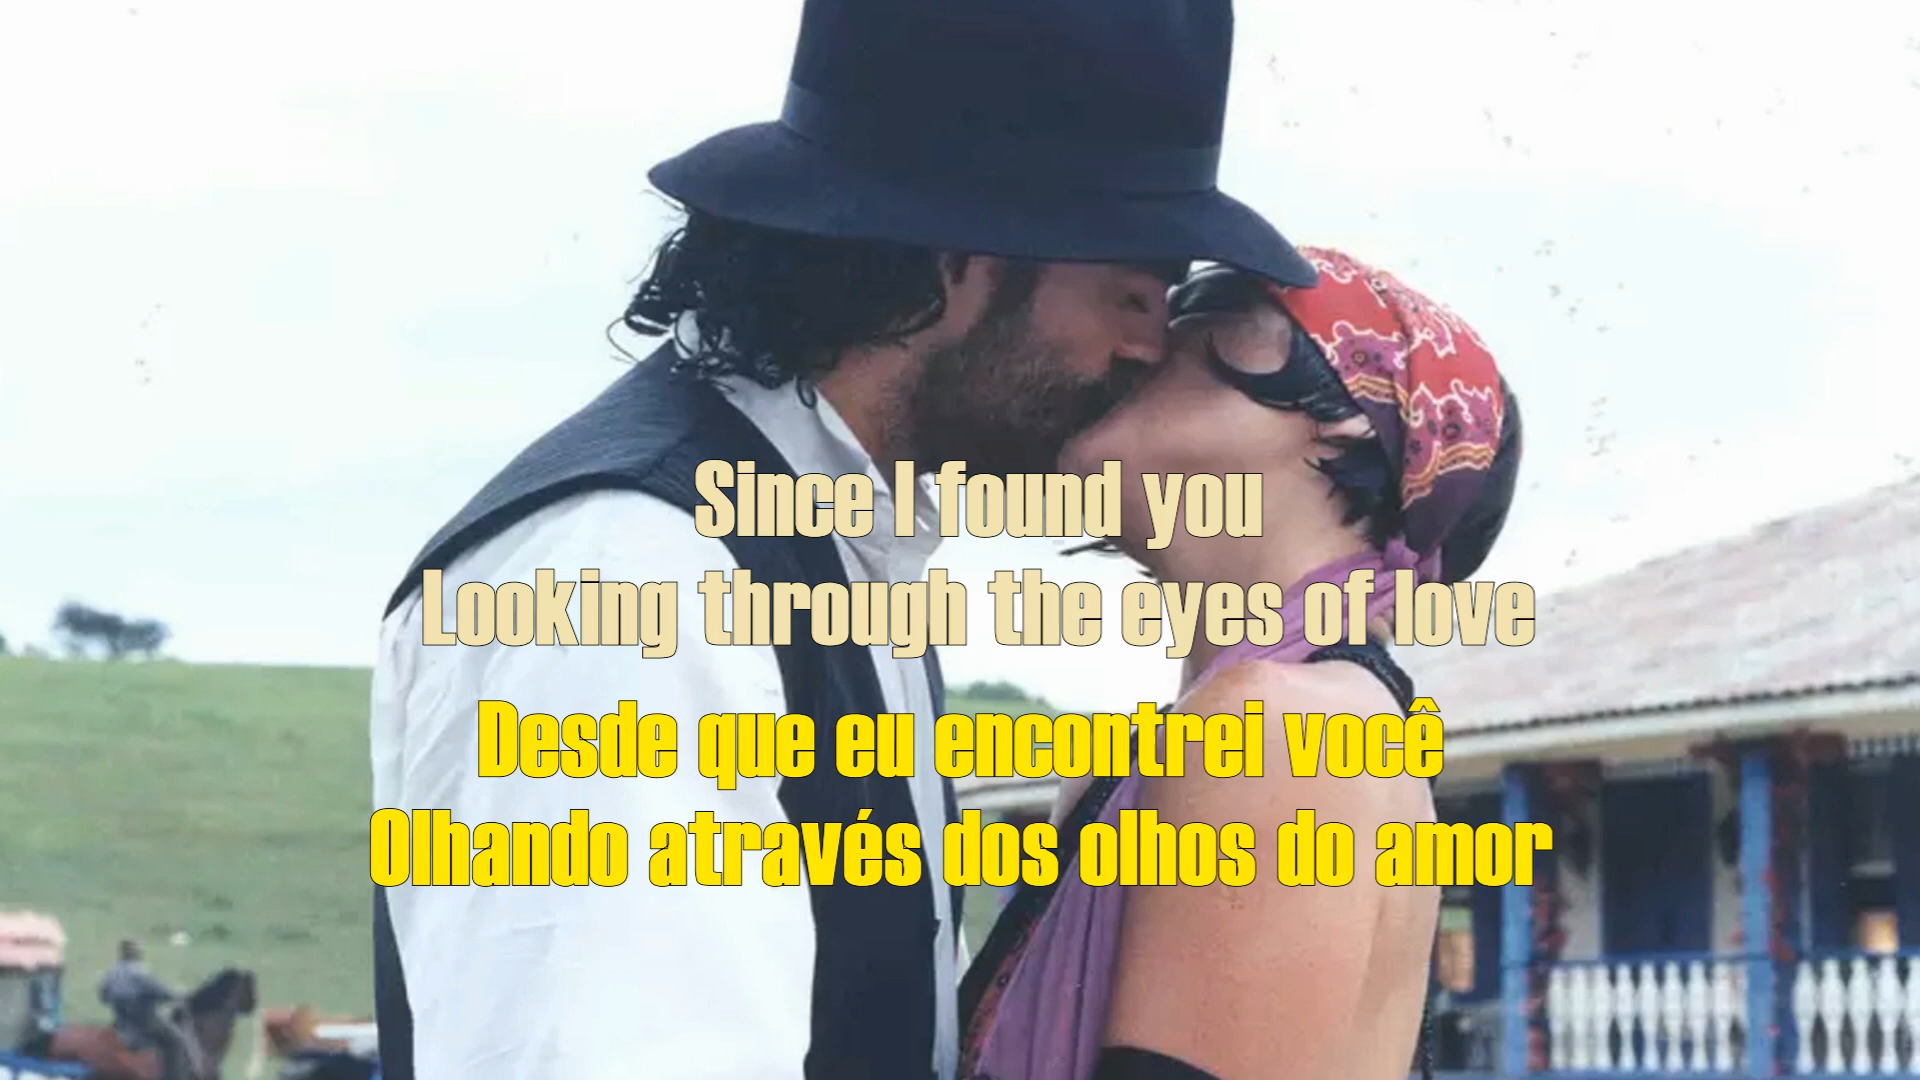 Since I found you
Looking through the eyes of love
Desde que eu encontrei você
Olhando através dos olhos do amor